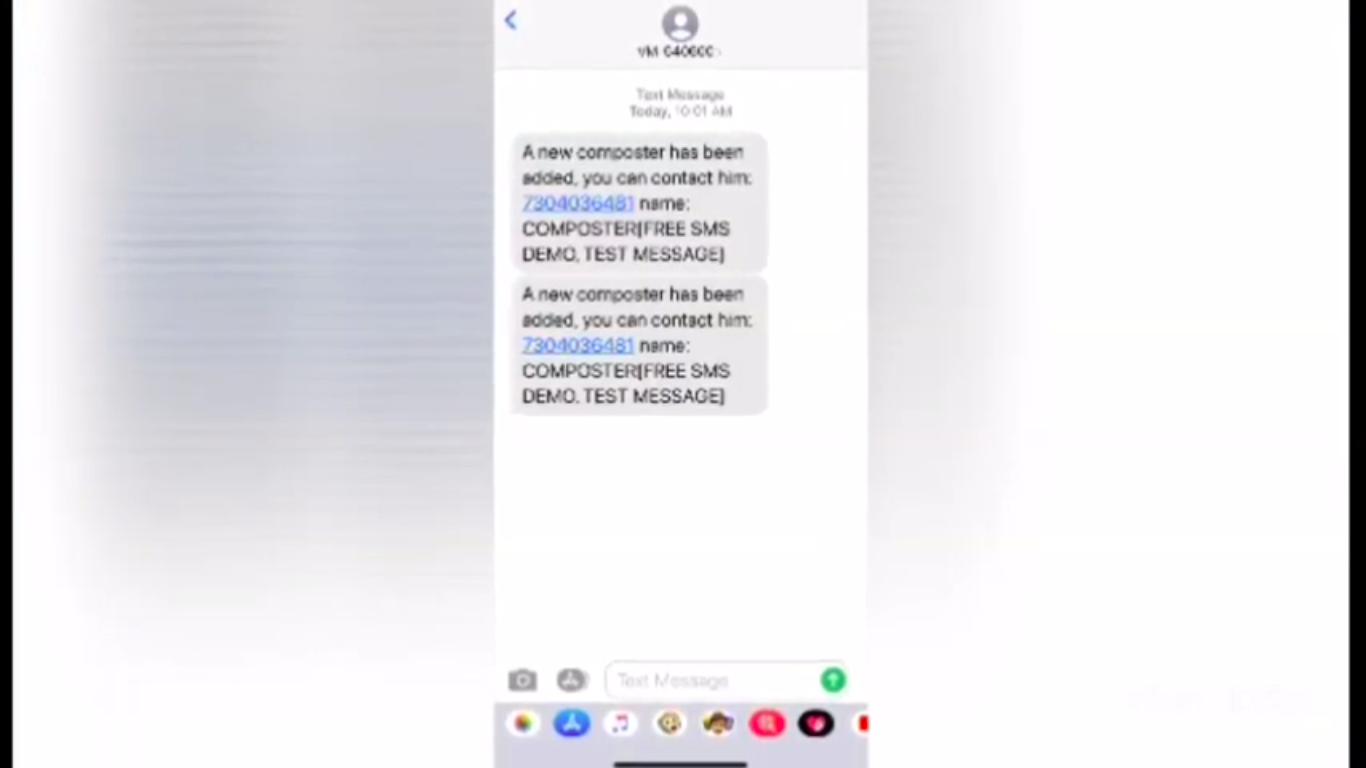 Text Message
Today, 10:01 AM
A new composter has been
added, you can contact him:
7304036481 name:
COMPOSTER[FREE SMS
DEMO, TEST MESSAGE]
A new composter has been
added, you can contact him:
7304036481 name:
COMPOSTER[FREE SMS
DEMO, TEST MESSAGE]
Text Message